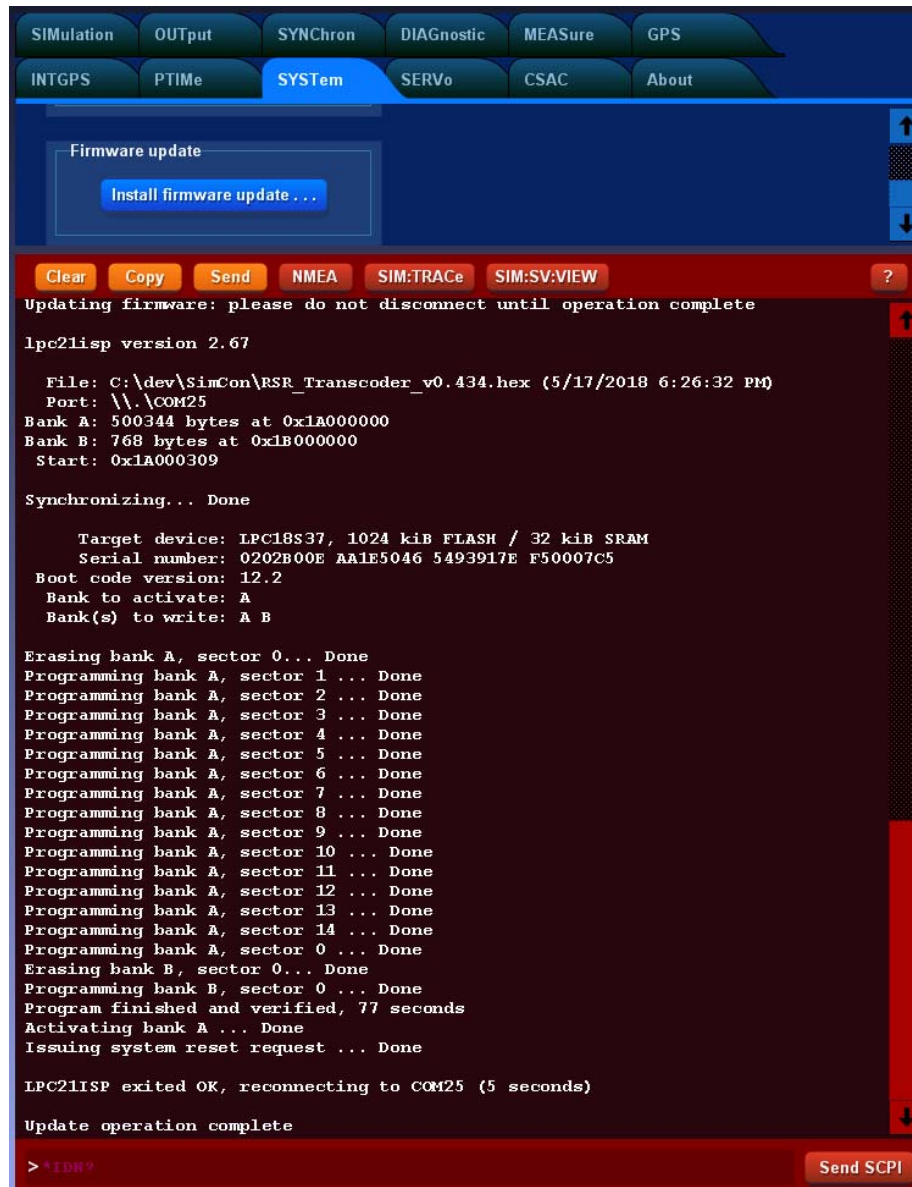 SIMulation OUTput SYNChron DIAGnostic MEASure GPS
INTGPS PTIMe SYSTem SERVo CSAC About
Firmware update
Install firmware update . . .
Clear Copy Send NMEA SIM:TRACe SIM:SV:VIEW ?
Updating firmware: please do not disconnect until operation complete
lpc21isp version 2.67
File: C:\dev\SimCon\RSR_Transcoder_v0.434.hex (5/17/2018 6:26:32 PM)
Port: \\.\COM25
Bank A: 500344 bytes at 0x1A000000
Bank B: 768 bytes at 0x1B000000
Start: 0x1A000309
Synchronizing... Done
Target device: LPC18S37, 1024 kiB FLASH / 32 kiB SRAM
Serial number: 0202B00E AA1E5046 5493917E F50007C5
Boot code version: 12.2
Bank to activate: A
Bank(s) to write: A B
Erasing bank A, sector 0... Done
Programming bank A, sector 1 ... Done
Programming bank A, sector 2 ... Done
Programming bank A, sector 3 ... Done
Programming bank A, sector 4 ... Done
Programming bank A, sector 5 ... Done
Programming bank A, sector 6 ... Done
Programming bank A, sector 7 ... Done
Programming bank A, sector 8 ... Done
Programming bank A, sector 9 ... Done
Programming bank A, sector 10 ... Done
Programming bank A, sector 11 ... Done
Programming bank A, sector 12 ... Done
Programming bank A, sector 13 ... Done
Programming bank A, sector 14 ... Done
Programming bank A, sector 0 ... Done
Erasing bank B, sector 0... Done
Programming bank B, sector 0 ... Done
Program finished and verified, 77 seconds
Activating bank A ... Done
Issuing system reset request ... Done
LPC21ISP exited OK, reconnecting to COM25 (5 seconds)
Update operation complete
> *IDN? Send SCPI